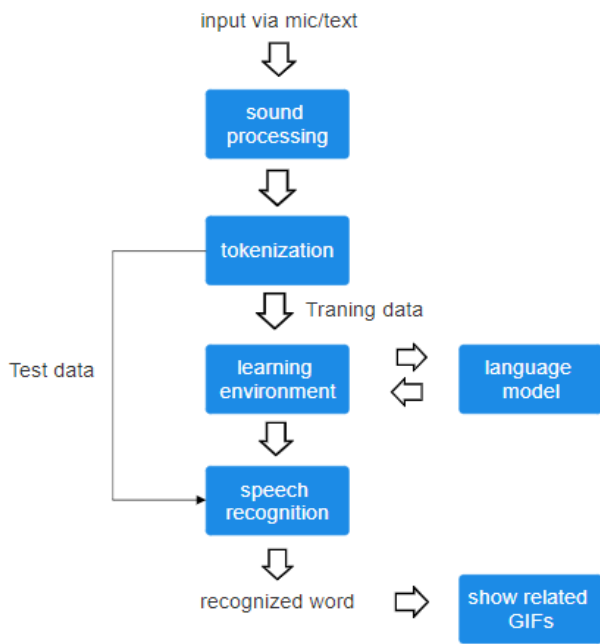 input via mic/text
sound
processing
tokenization
Traning data
Test data
learning
environment
language
model
speech
recognition
recognized word
show related
GIFs